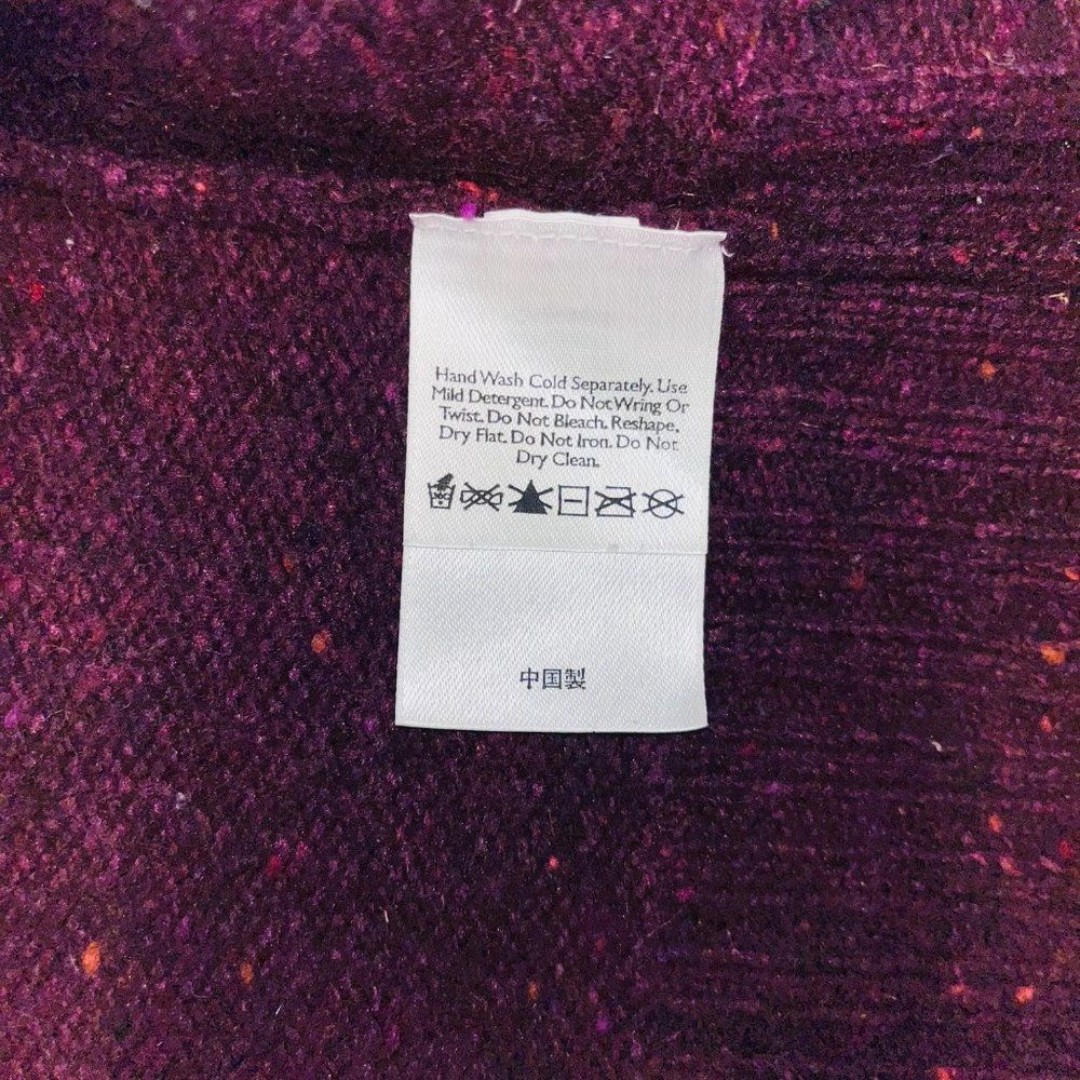 Hand Wash Cold Separately. Use
Mild Detergent. Do Not Wring Or
Twist. Do Not Bleach. Reshape,
Dry Flat. Do Not Iron. Do Not
Dry Clean.
中国製